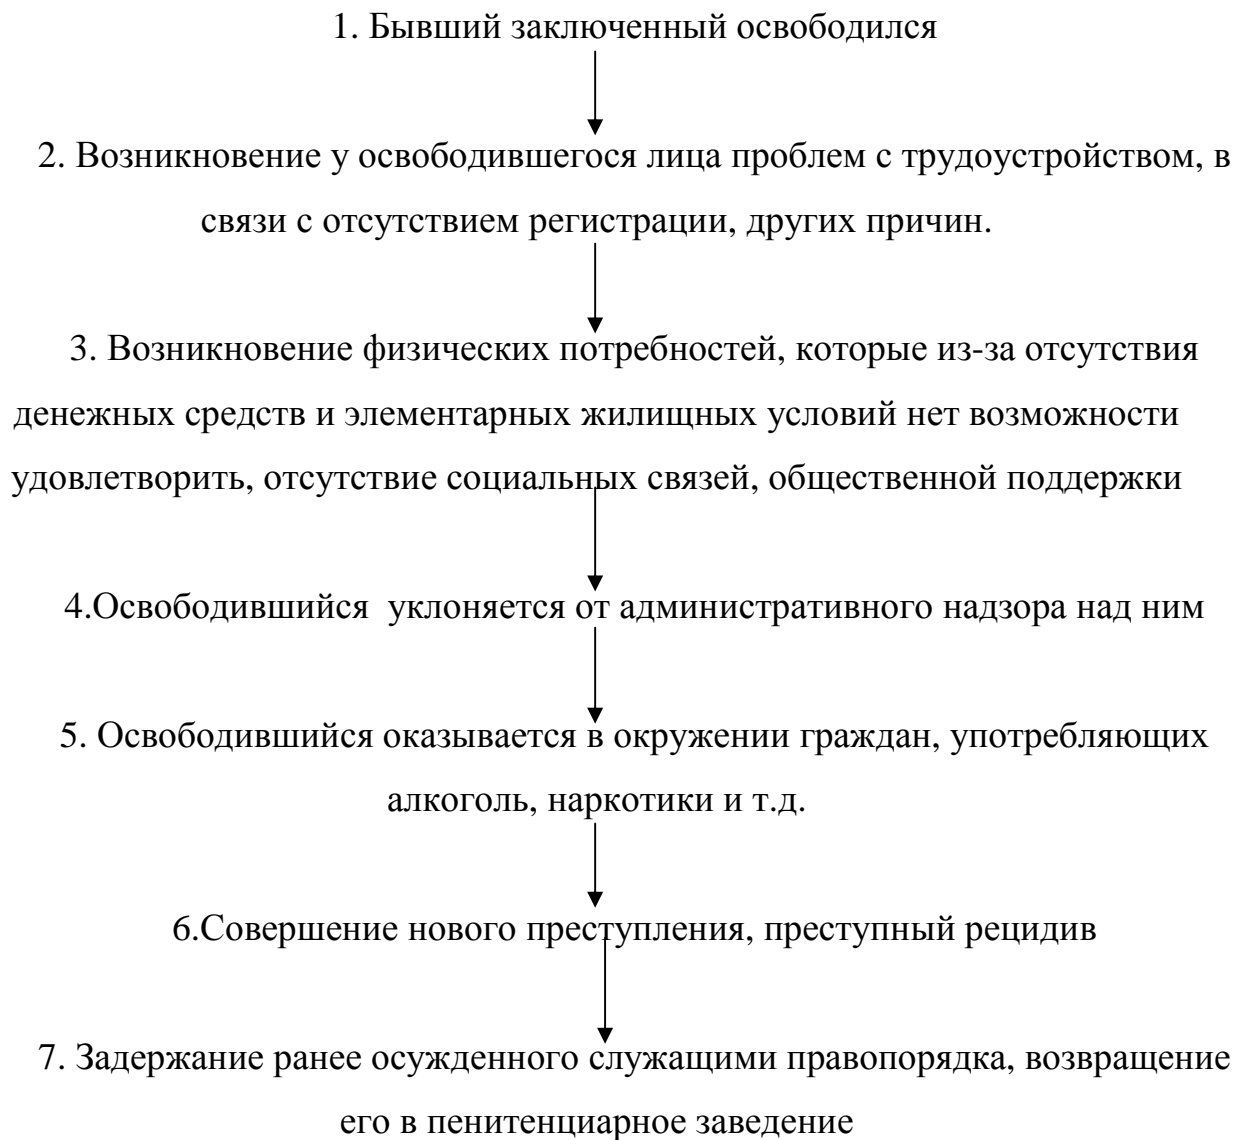 1. Бывший заключенный освободился
2. Возникновение у освободившегося лица проблем с трудоустройством, в
связи с отсутствием регистрации, других причин.
3. Возникновение физических потребностей, которые из-за отсутствия
денежных средств и элементарных жилищных условий нет возможности
удовлетворить, отсутствие социальных связей, общественной поддержки
4.Освободившийся  уклоняется от административного надзора над ним
5. Освободившийся оказывается в окружении граждан, употребляющих
алкоголь, наркотики и т.д.
6.Совершение нового преступления, преступный рецидив
7. Задержание ранее осужденного служащими правопорядка, возвращение
его в пенитенциарное заведение